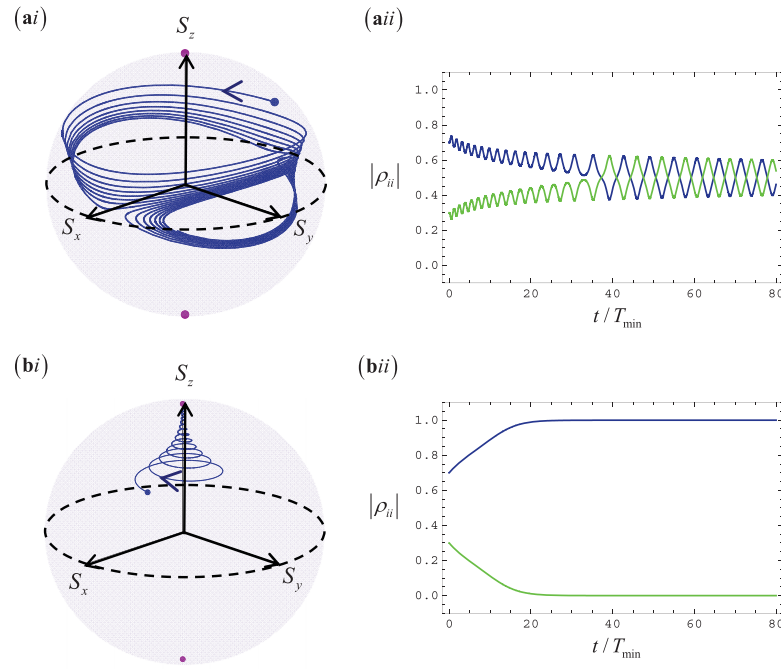 (ai)
S_z
S_x
S_y
(aii)
1.0
0.8
0.6
|ρ_ii|
0.4
0.2
0.0
0 20 40 60 80
t / T_min
(bi)
S_z
S_x
S_y
(bii)
1.0
0.8
0.6
|ρ_ii|
0.4
0.2
0.0
0 20 40 60 80
t / T_min